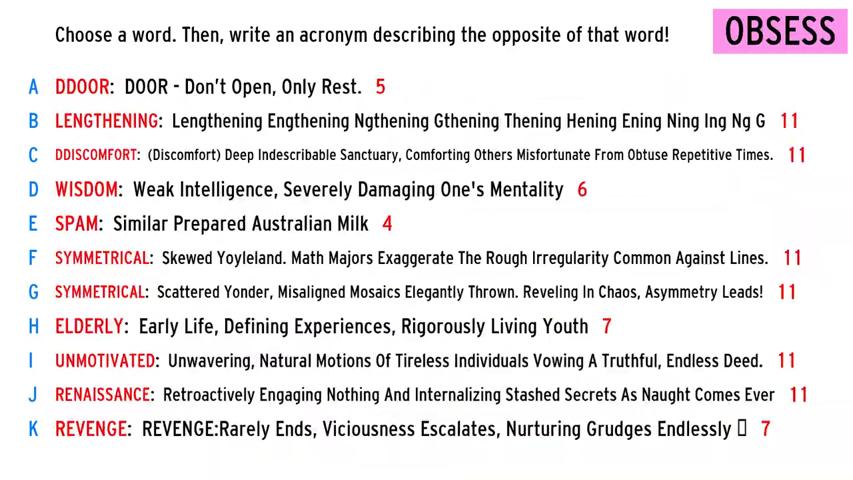 Choose a word. Then, write an acronym describing the opposite of that word!
OBSESS
A DDOOR: DOOR - Don't Open, Only Rest. 5
B LENGTHENING: Lengthening Engthening Ngthening Gthening Thening Hening Ening Ning Ing Ng G 11
C DDISCOMFORT: (Discomfort) Deep Indescribable Sanctuary, Comforting Others Misfortunate From Obtuse Repetitive Times. 11
D WISDOM: Weak Intelligence, Severely Damaging One's Mentality 6
E SPAM: Similar Prepared Australian Milk 4
F SYMMETRICAL: Skewed Yoyleland. Math Majors Exaggerate The Rough Irregularity Common Against Lines. 11
G SYMMETRICAL: Scattered Yonder, Misaligned Mosaics Elegantly Thrown. Reveling In Chaos, Asymmetry Leads! 11
H ELDERLY: Early Life, Defining Experiences, Rigorously Living Youth 7
I UNMOTIVATED: Unwavering, Natural Motions Of Tireless Individuals Vowing A Truthful, Endless Deed. 11
J RENAISSANCE: Retroactively Engaging Nothing And Internalizing Stashed Secrets As Naught Comes Ever 11
K REVENGE: REVENGE:Rarely Ends, Viciousness Escalates, Nurturing Grudges Endlessly ▯ 7